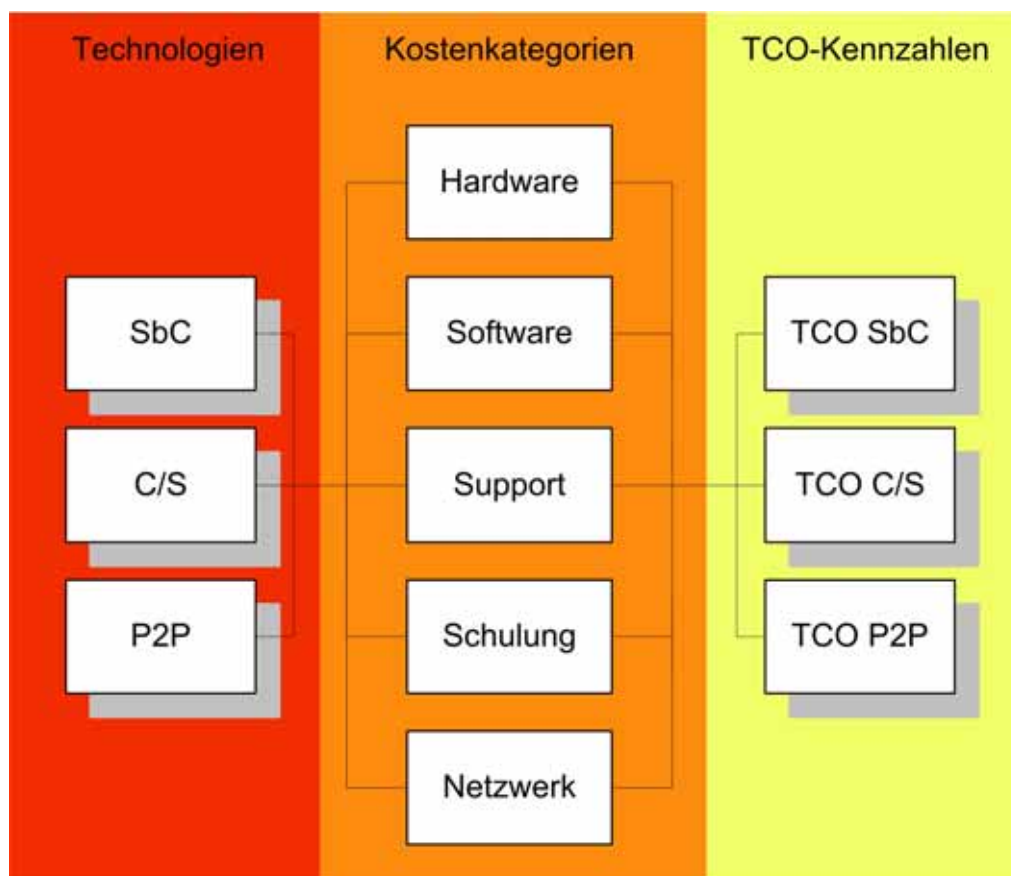 Technologien
Kostenkategorien
TCO-Kennzahlen
Hardware
Software
Support
Schulung
Netzwerk
SbC
C/S
P2P
TCO SbC
TCO C/S
TCO P2P